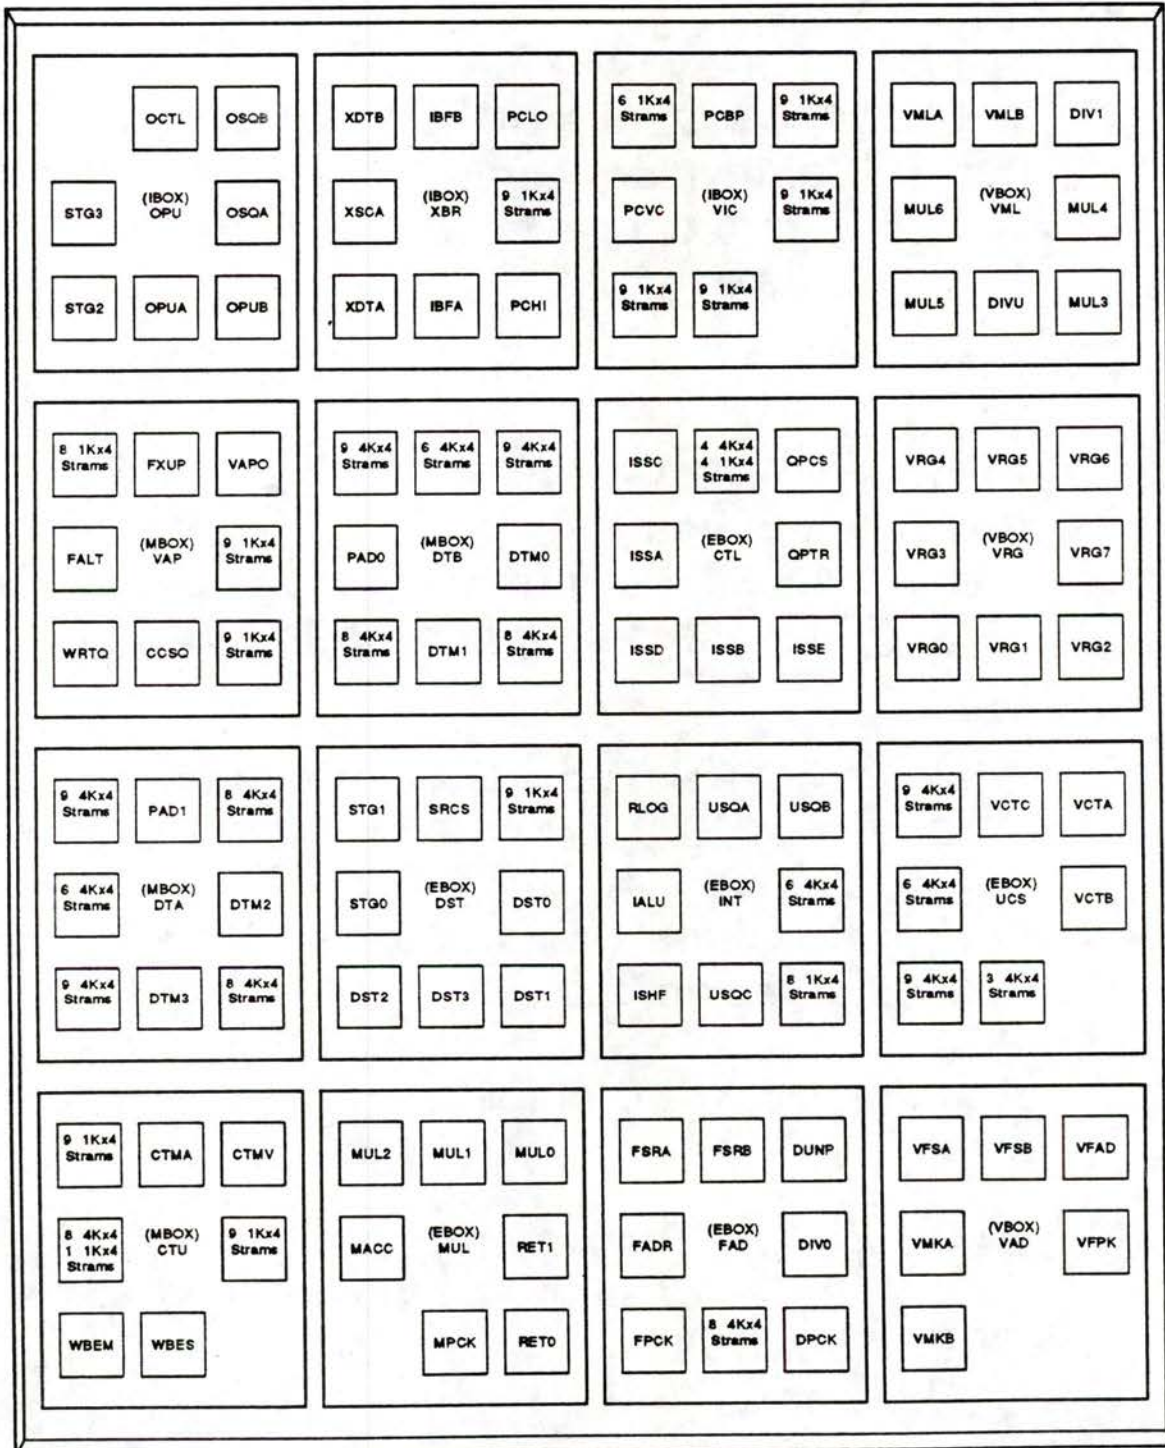 OCTL OSQB
STG3 (IBOX) OPU OSQA
STG2 OPUA OPUB
XDTB IBFB PCLO
XSCA (IBOX) XBR 9 1Kx4 Strams
XDTA IBFA PCHI
6 1Kx4 Strams PCBP 9 1Kx4 Strams
PCVC (IBOX) VIC 9 1Kx4 Strams
9 1Kx4 Strams 9 1Kx4 Strams
VMLA VMLB DIV1
MUL6 (VBOX) VML MUL4
MUL5 DIVU MUL3
8 1Kx4 Strams FXUP VAPO
FALT (MBOX) VAP 9 1Kx4 Strams
WRTQ CCSQ 9 1Kx4 Strams
9 4Kx4 Strams 6 4Kx4 Strams 9 4Kx4 Strams
PAD0 (MBOX) DTB DTM0
8 4Kx4 Strams DTM1 8 4Kx4 Strams
ISSC 4 4Kx4 4 1Kx4 Strams QPCS
ISSA (EBOX) CTL QPTR
ISSD ISSB ISSE
VRG4 VRG5 VRG6
VRG3 (VBOX) VRG VRG7
VRG0 VRG1 VRG2
9 4Kx4 Strams PAD1 8 4Kx4 Strams
6 4Kx4 Strams (MBOX) DTA DTM2
9 4Kx4 Strams DTM3 8 4Kx4 Strams
STG1 SRCS 9 1Kx4 Strams
STG0 (EBOX) DST DST0
DST2 DST3 DST1
RLOG USQA USQB
IALU (EBOX) INT 6 4Kx4 Strams
ISHF USQC 8 1Kx4 Strams
9 4Kx4 Strams VCTC VCTA
6 4Kx4 Strams (EBOX) UCS VCTB
9 4Kx4 Strams 3 4Kx4 Strams
9 1Kx4 Strams CTMA CTMV
8 4Kx4 1 1Kx4 Strams (MBOX) CTU 9 1Kx4 Strams
WBEM WBES
MUL2 MUL1 MUL0
MACC (EBOX) MUL RET1
MPCK RET0
FSRA FSRB DUNP
FADR (EBOX) FAD DIV0
FPCK 8 4Kx4 Strams DPCK
VFSA VFSB VFAD
VMKA (VBOX) VAD VFPK
VMKB